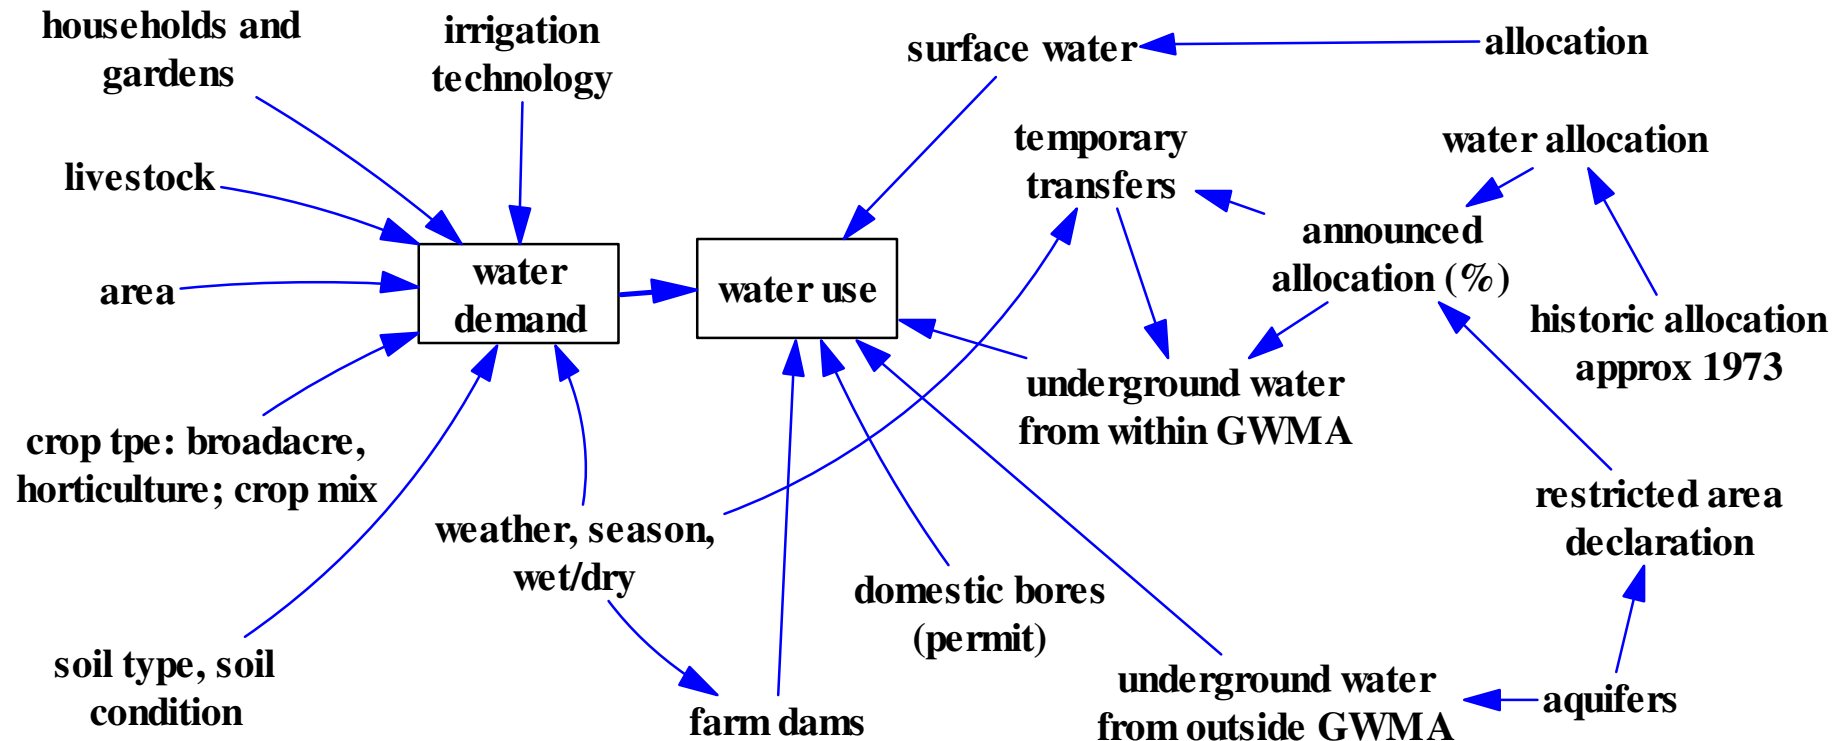 households and
gardens
irrigation
technology
surface water
allocation
temporary
transfers
water allocation
livestock
announced
allocation (%)
area
water
demand
water use
historic allocation
approx 1973
underground water
from within GWMA
crop tpe: broadacre,
horticulture; crop mix
restricted area
declaration
weather, season,
wet/dry
domestic bores
(permit)
soil type, soil
condition
farm dams
underground water
from outside GWMA
aquifers